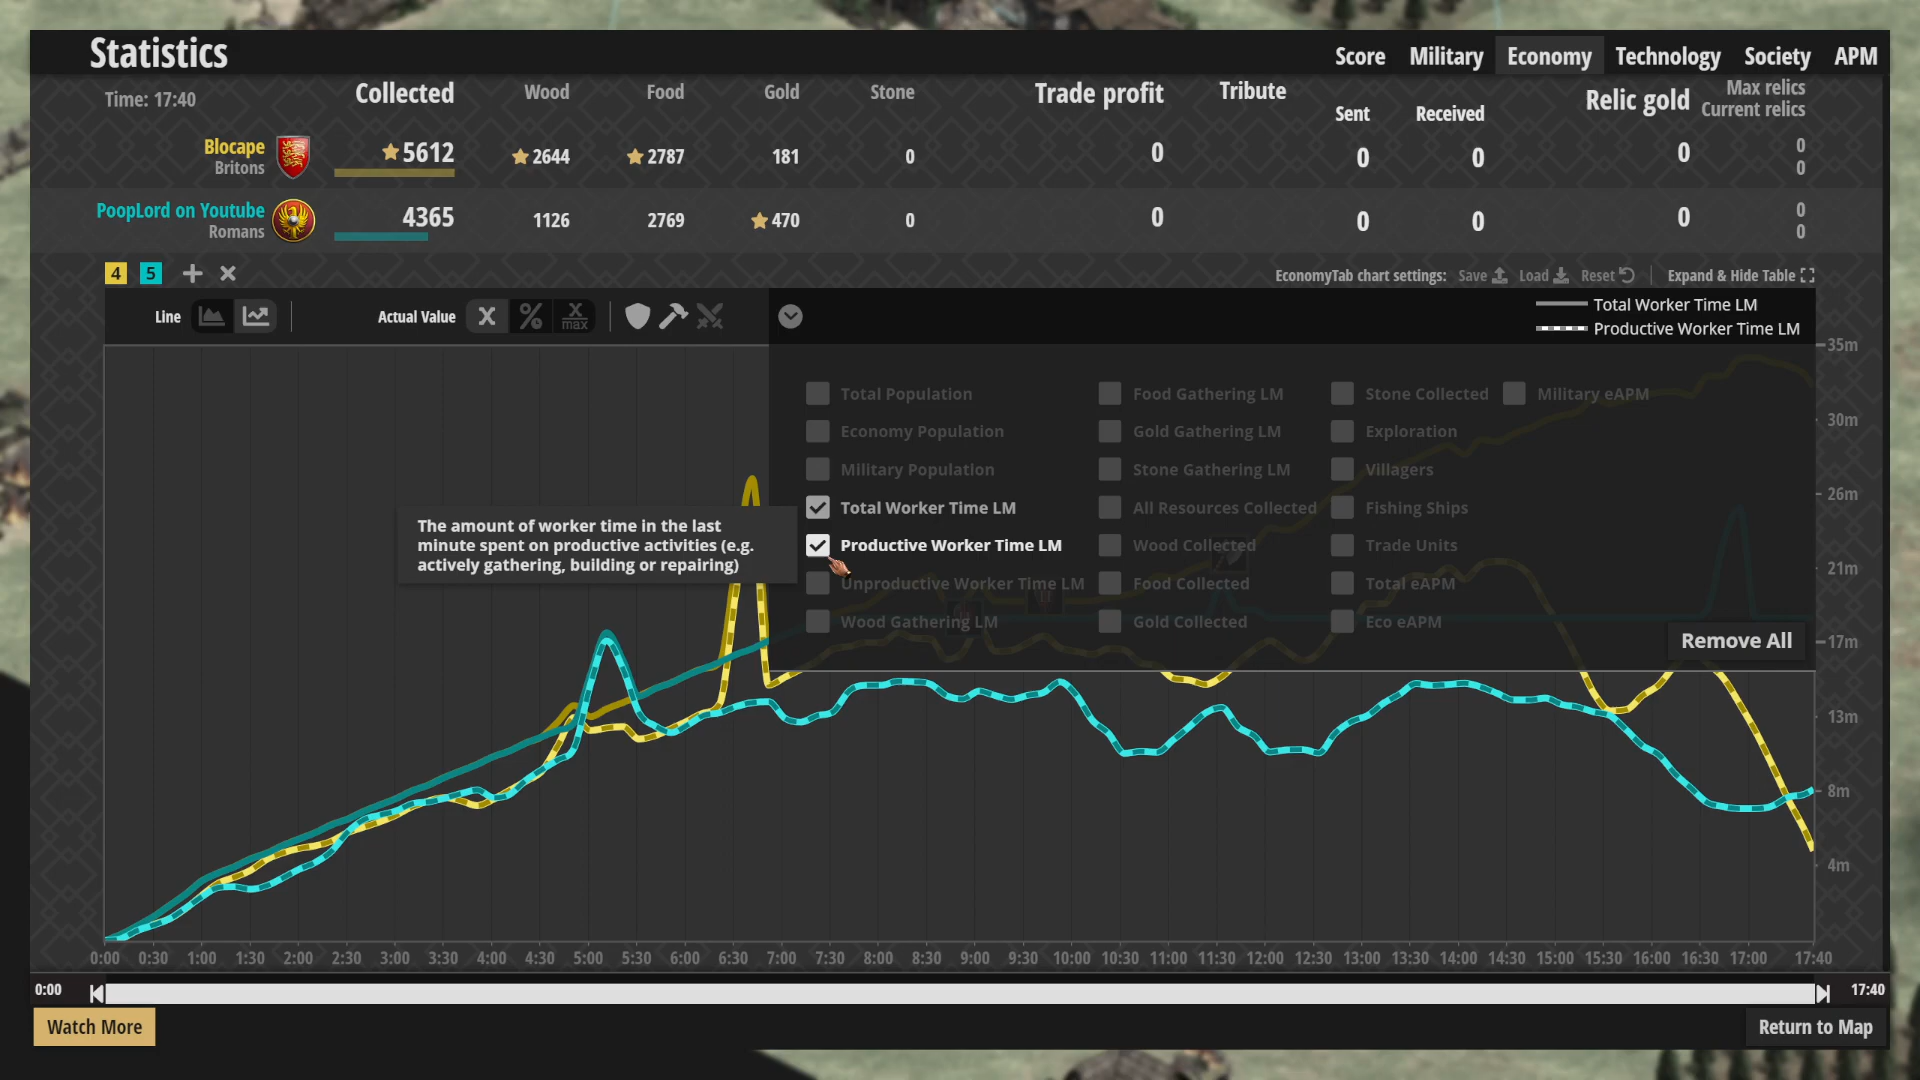 Statistics
Score Military Economy Technology Society APM
Time: 17:40
Collected Wood Food Gold Stone Trade profit Tribute Sent Received Relic gold Max relics
Current relics
Blocape
Britons
5612 2644 2787 181 0 0 0 0 0 0
0
PoopLord on Youtube
Romans
4365 1126 2769 470 0 0 0 0 0 0
0
4 5
EconomyTab chart settings: Save Load Reset Expand & Hide Table
Line Actual Value X % X
max
Total Worker Time LM
Productive Worker Time LM
Total Population Food Gathering LM Stone Collected Military eAPM
Economy Population Gold Gathering LM Exploration
Military Population Stone Gathering LM Villagers
Total Worker Time LM All Resources Collected Fishing Ships
Productive Worker Time LM Wood Collected Trade Units
Unproductive Worker Time LM Food Collected Total eAPM
Wood Gathering LM Gold Collected Eco eAPM
Remove All
The amount of worker time in the last
minute spent on productive activities (e.g.
actively gathering, building or repairing)
35m
30m
26m
21m
17m
13m
8m
4m
0:00 0:30 1:00 1:30 2:00 2:30 3:00 3:30 4:00 4:30 5:00 5:30 6:00 6:30 7:00 7:30 8:00 8:30 9:00 9:30 10:00 10:30 11:00 11:30 12:00 12:30 13:00 13:30 14:00 14:30 15:00 15:30 16:00 16:30 17:00 17:40
0:00 17:40
Watch More Return to Map